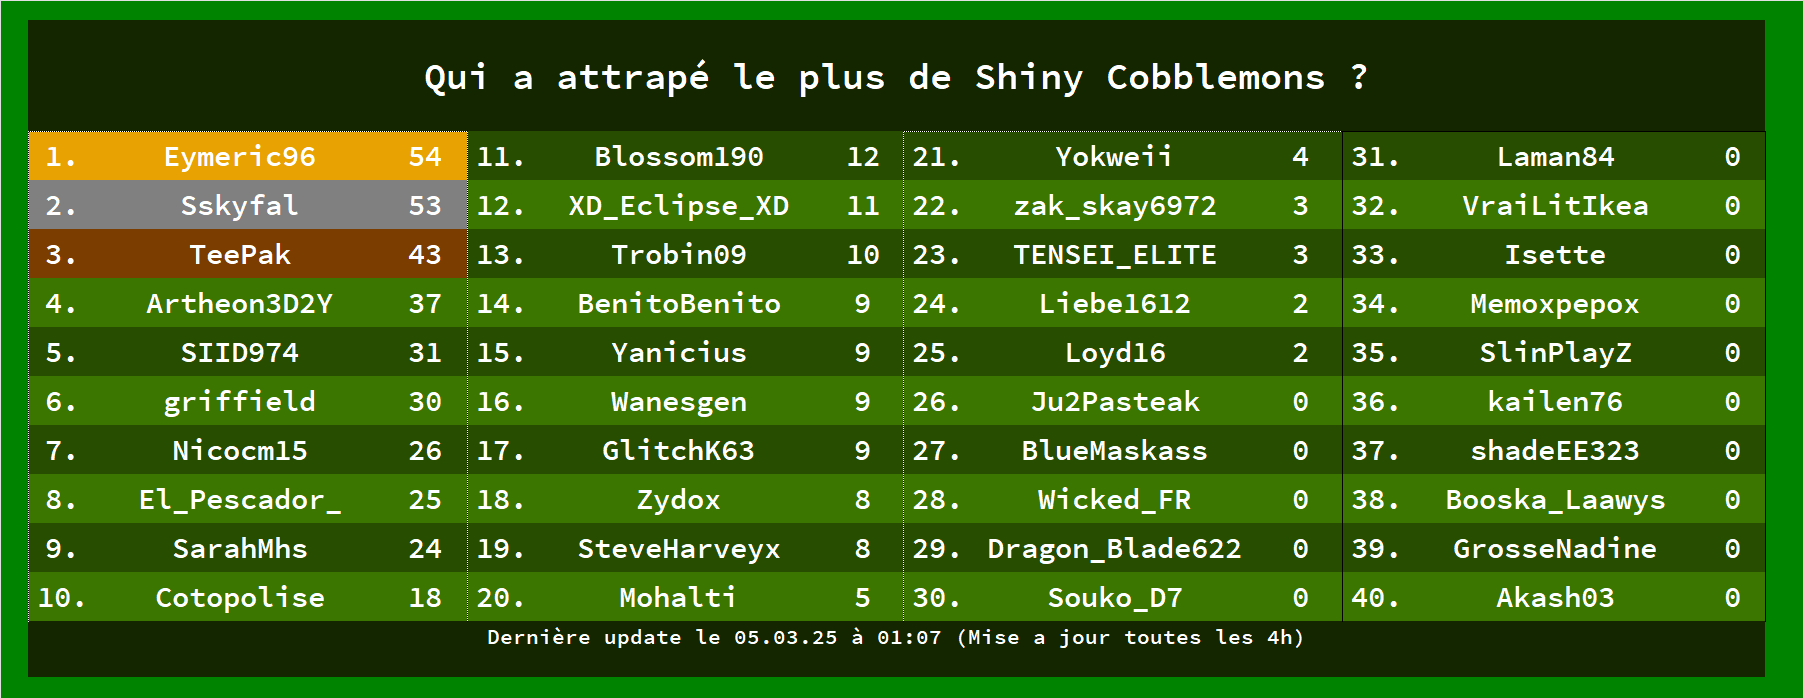 Qui a attrapé le plus de Shiny Cobblemons ?
1. Eymeric96 54 11. Blossom190 12 21. Yokweii 4 31. Laman84 0
2. Sskyfal 53 12. XD_Eclipse_XD 11 22. zak_skay6972 3 32. VraiLitIkea 0
3. TeePak 43 13. Trobin09 10 23. TENSEI_ELITE 3 33. Isette 0
4. Artheon3D2Y 37 14. BenitoBenito 9 24. Liebe1612 2 34. Memoxpepox 0
5. SIID974 31 15. Yanicius 9 25. Loyd16 2 35. SlinPlayZ 0
6. griffield 30 16. Wanesgen 9 26. Ju2Pasteak 0 36. kailen76 0
7. Nicocm15 26 17. GlitchK63 9 27. BlueMaskass 0 37. shadeEE323 0
8. El_Pescador_ 25 18. Zydox 8 28. Wicked_FR 0 38. Booska_Laawys 0
9. SarahMhs 24 19. SteveHarveyx 8 29. Dragon_Blade622 0 39. GrosseNadine 0
10. Cotopolise 18 20. Mohalti 5 30. Souko_D7 0 40. Akash03 0
Dernière update le 05.03.25 à 01:07 (Mise a jour toutes les 4h)